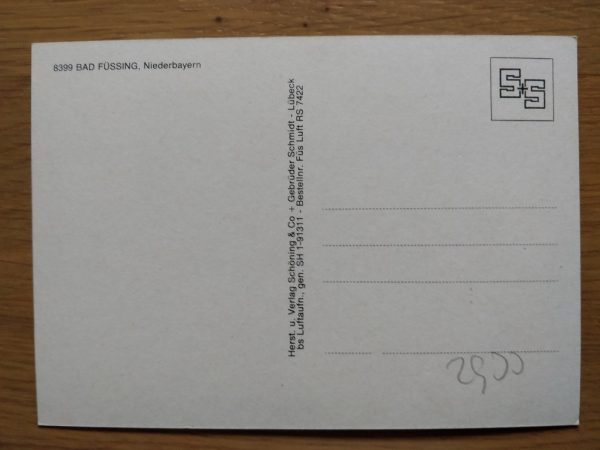 8399 BAD FÜSSING, Niederbayern
S+S
Herst. u. Verlag Schöning & Co + Gebrüder Schmidt - Lübeck
bs Luftaufn., gen. SH 1-91311 - Bestellnr. Füs Luft RS 7422